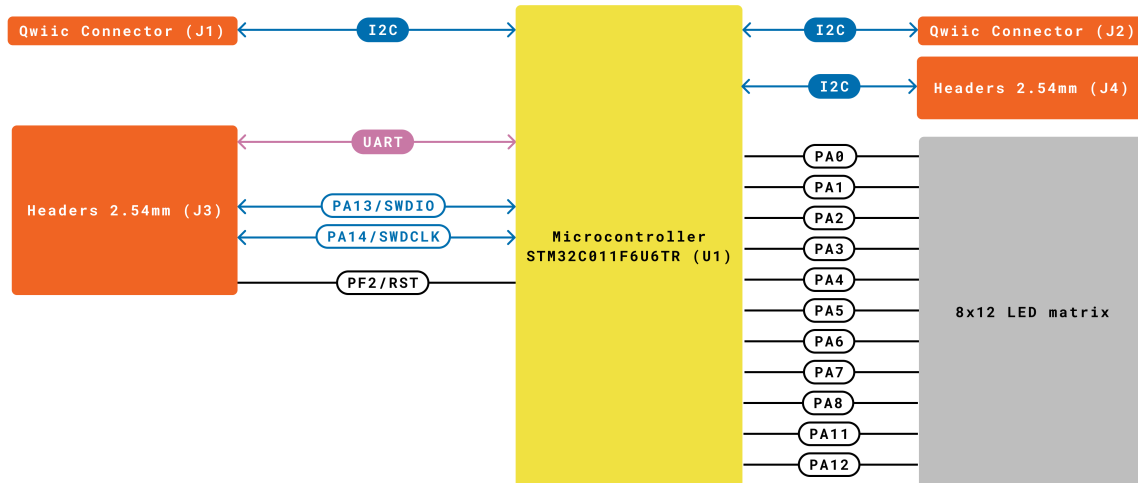 Qwiic Connector (J1)
I2C
I2C
Qwiic Connector (J2)
I2C
Headers 2.54mm (J4)
UART
Headers 2.54mm (J3)
PA13/SWDIO
PA14/SWDCLK
PF2/RST
Microcontroller
STM32C011F6U6TR (U1)
PA0
PA1
PA2
PA3
PA4
PA5
PA6
PA7
PA8
PA11
PA12
8x12 LED matrix